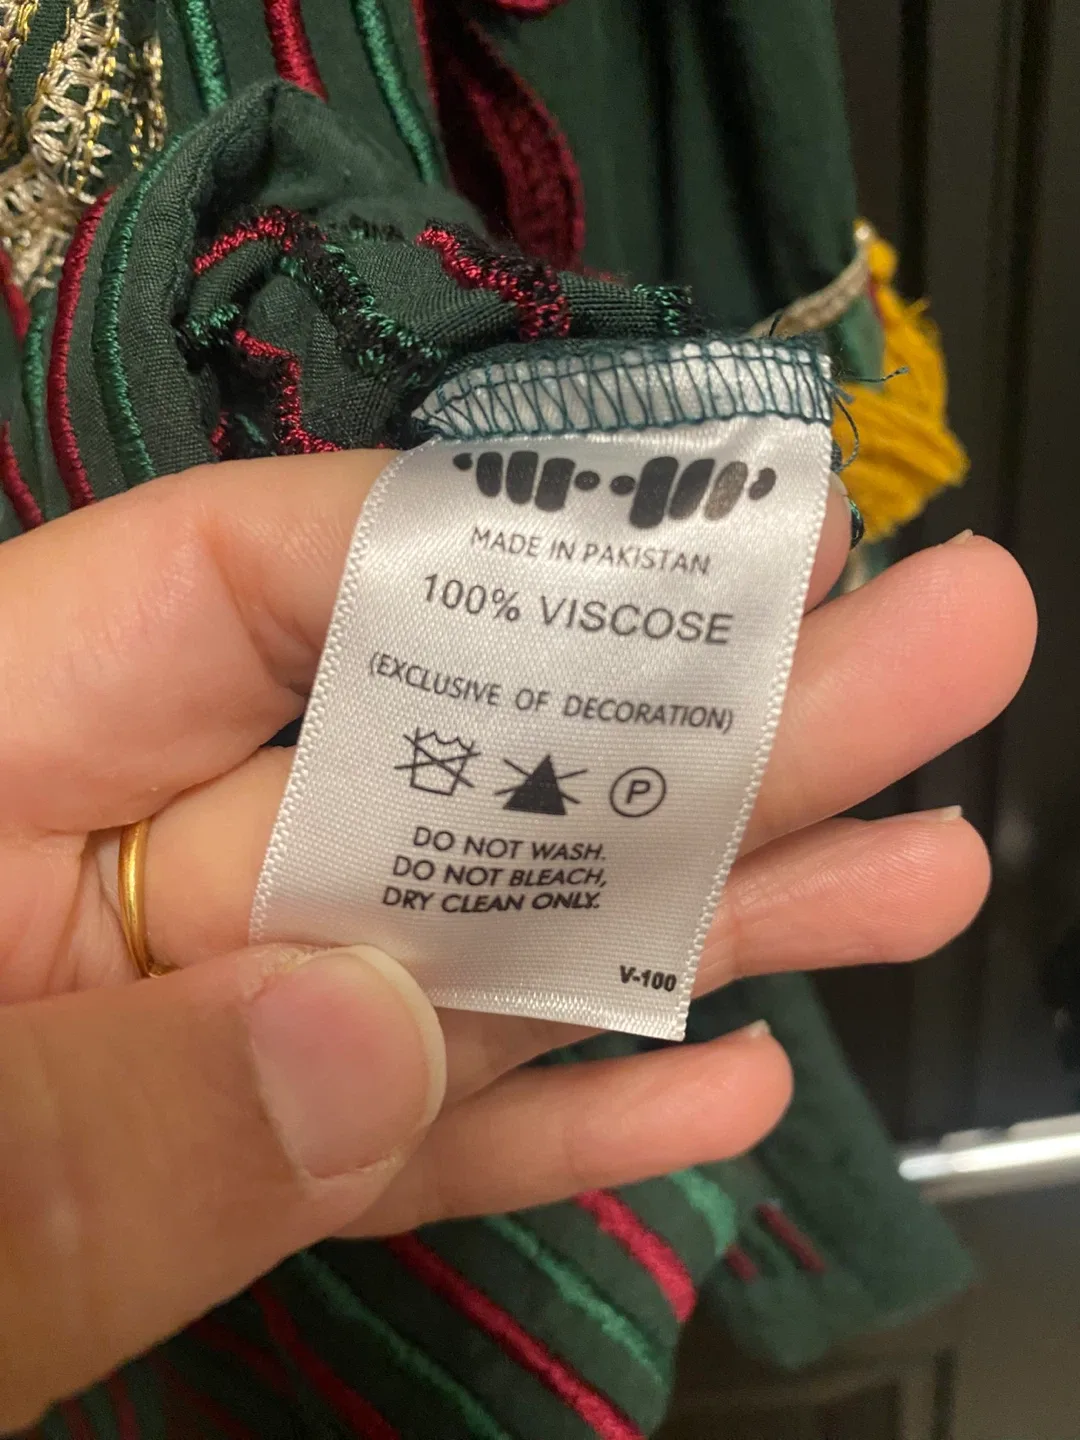 MADE IN PAKISTAN
100% VISCOSE
(EXCLUSIVE OF DECORATION)
P
DO NOT WASH.
DO NOT BLEACH,
DRY CLEAN ONLY.
V-100